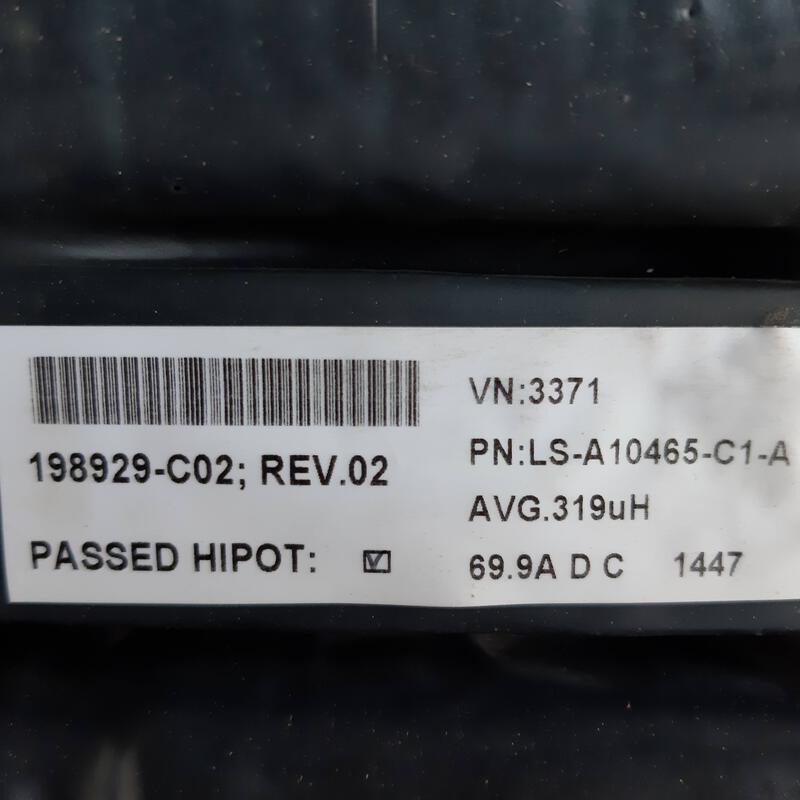 198929-C02; REV.02
PASSED HIPOT:
VN:3371
PN:LS-A10465-C1-A
AVG.319uH
69.9A D C 1447